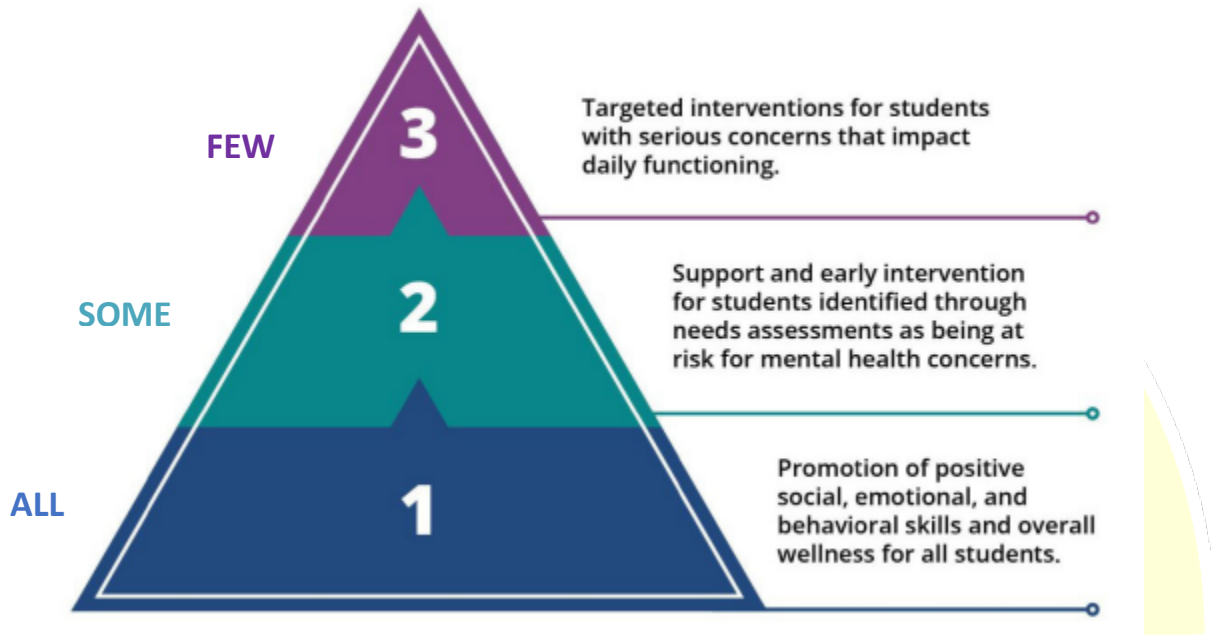 FEW
3
Targeted interventions for students
with serious concerns that impact
daily functioning.
SOME
2
Support and early intervention
for students identified through
needs assessments as being at
risk for mental health concerns.
ALL
1
Promotion of positive
social, emotional, and
behavioral skills and overall
wellness for all students.